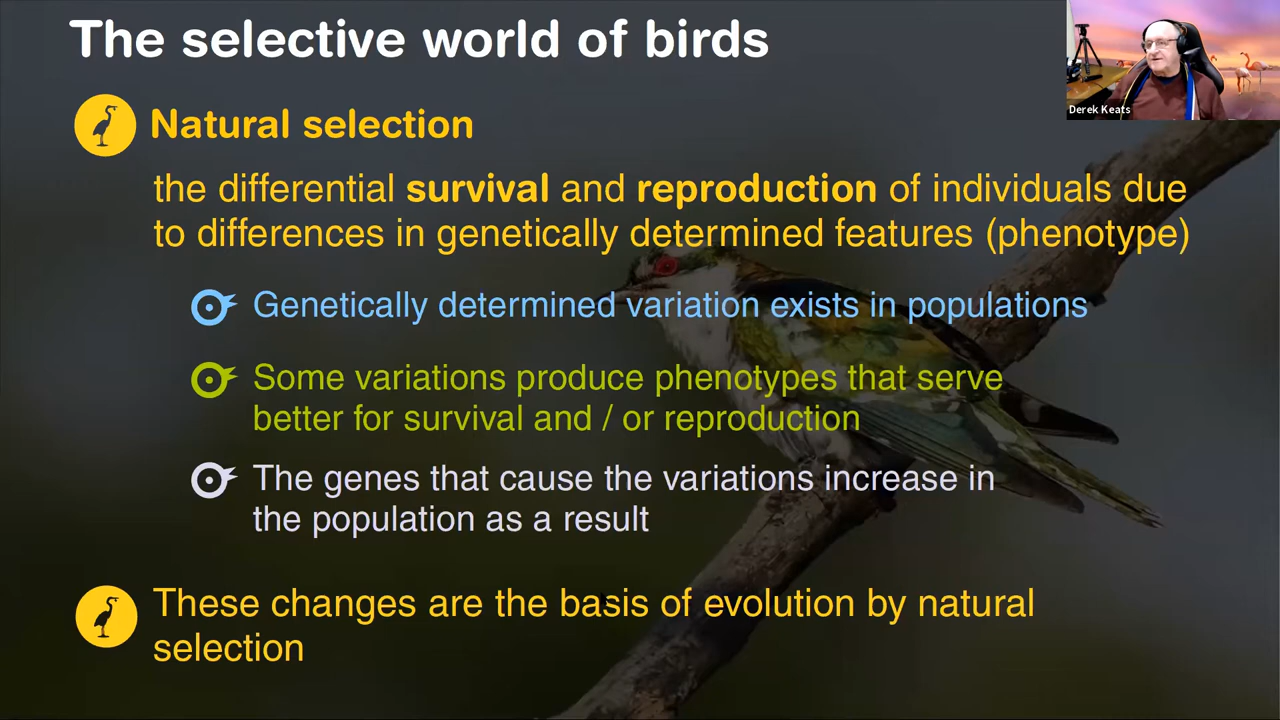 The selective world of birds
Derek Keats
Natural selection
the differential survival and reproduction of individuals due
to differences in genetically determined features (phenotype)
Genetically determined variation exists in populations
Some variations produce phenotypes that serve
better for survival and / or reproduction
The genes that cause the variations increase in
the population as a result
These changes are the basis of evolution by natural
selection